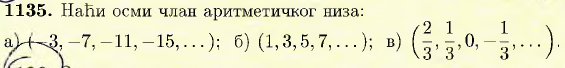 1135. Наћи осми члан аритметичког низа:
а) (−3, −7, −11, −15, ...); б) (1, 3, 5, 7, ...); в) (2/3, 1/3, 0, −1/3, ...).